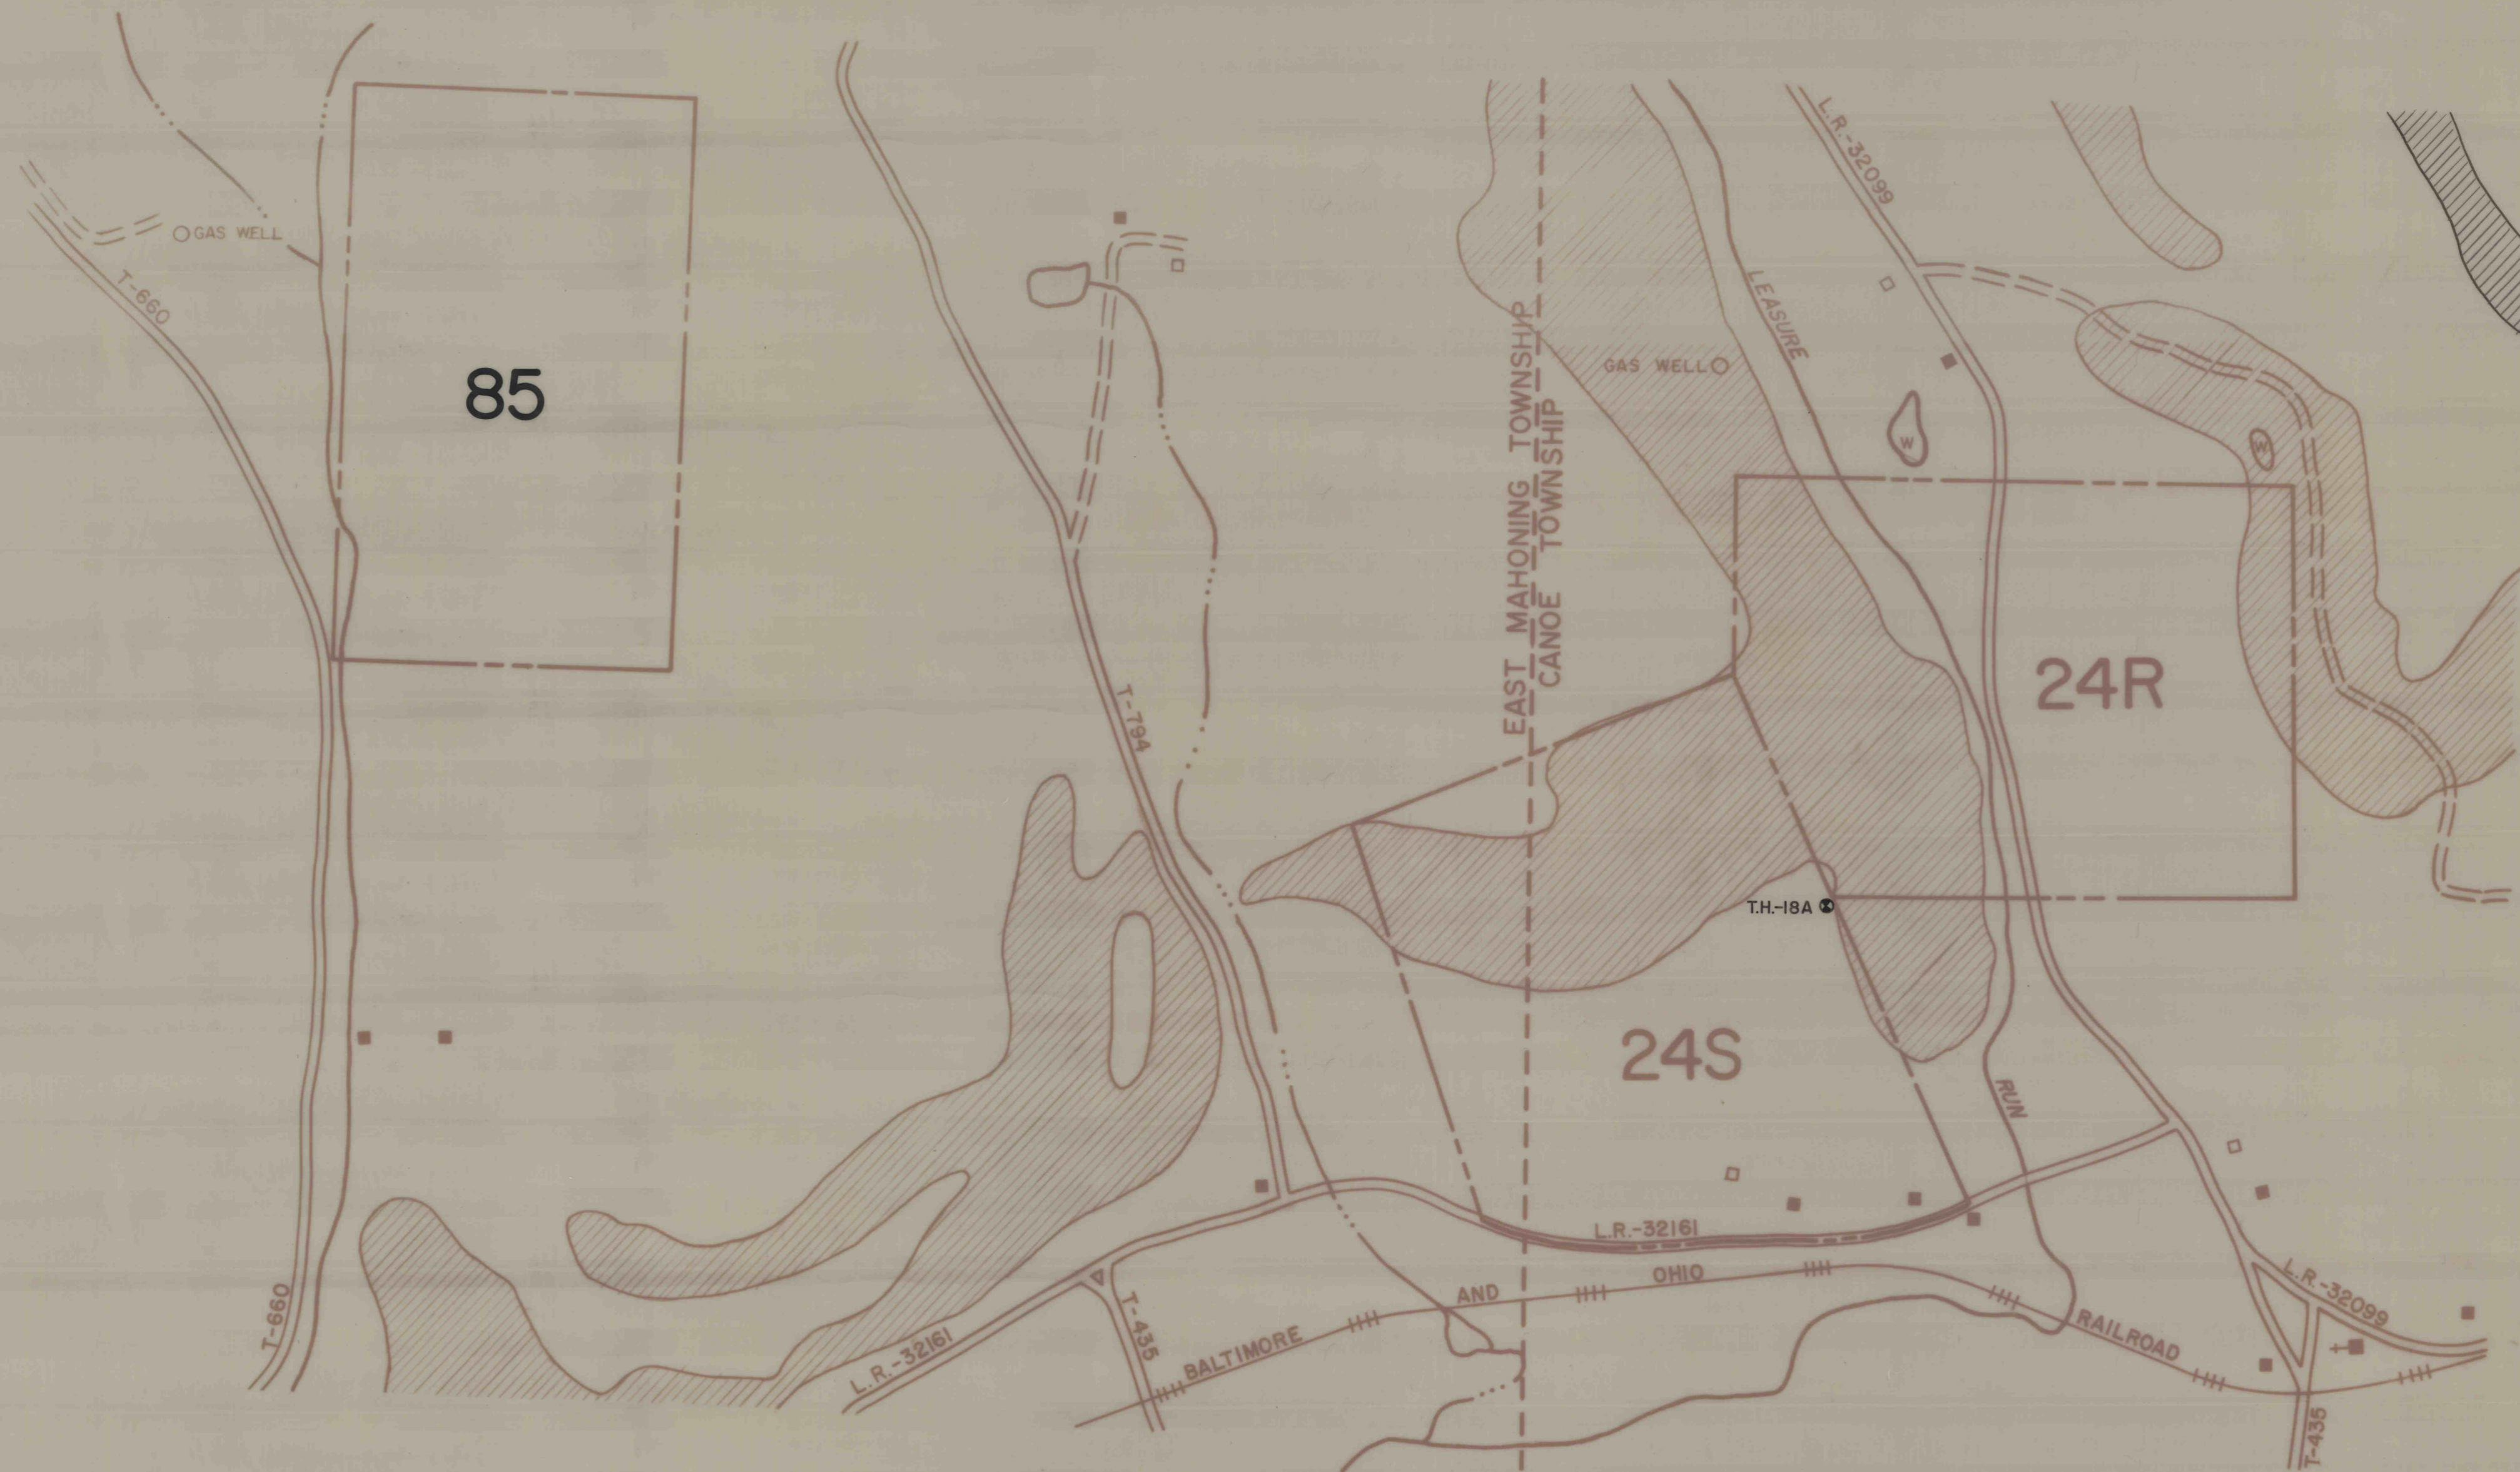 L.R.-32099
GAS WELL
T-660
LEASURE
GAS WELL
85
W
W
EAST MAHONING TOWNSHIP
CANOE TOWNSHIP
24R
T-794
T.H.-18A
24S
RUN
L.R.-32161
OHIO
AND
L.R.-32099
T-660
T-435
BALTIMORE
RAILROAD
L.R.-32161
T-435